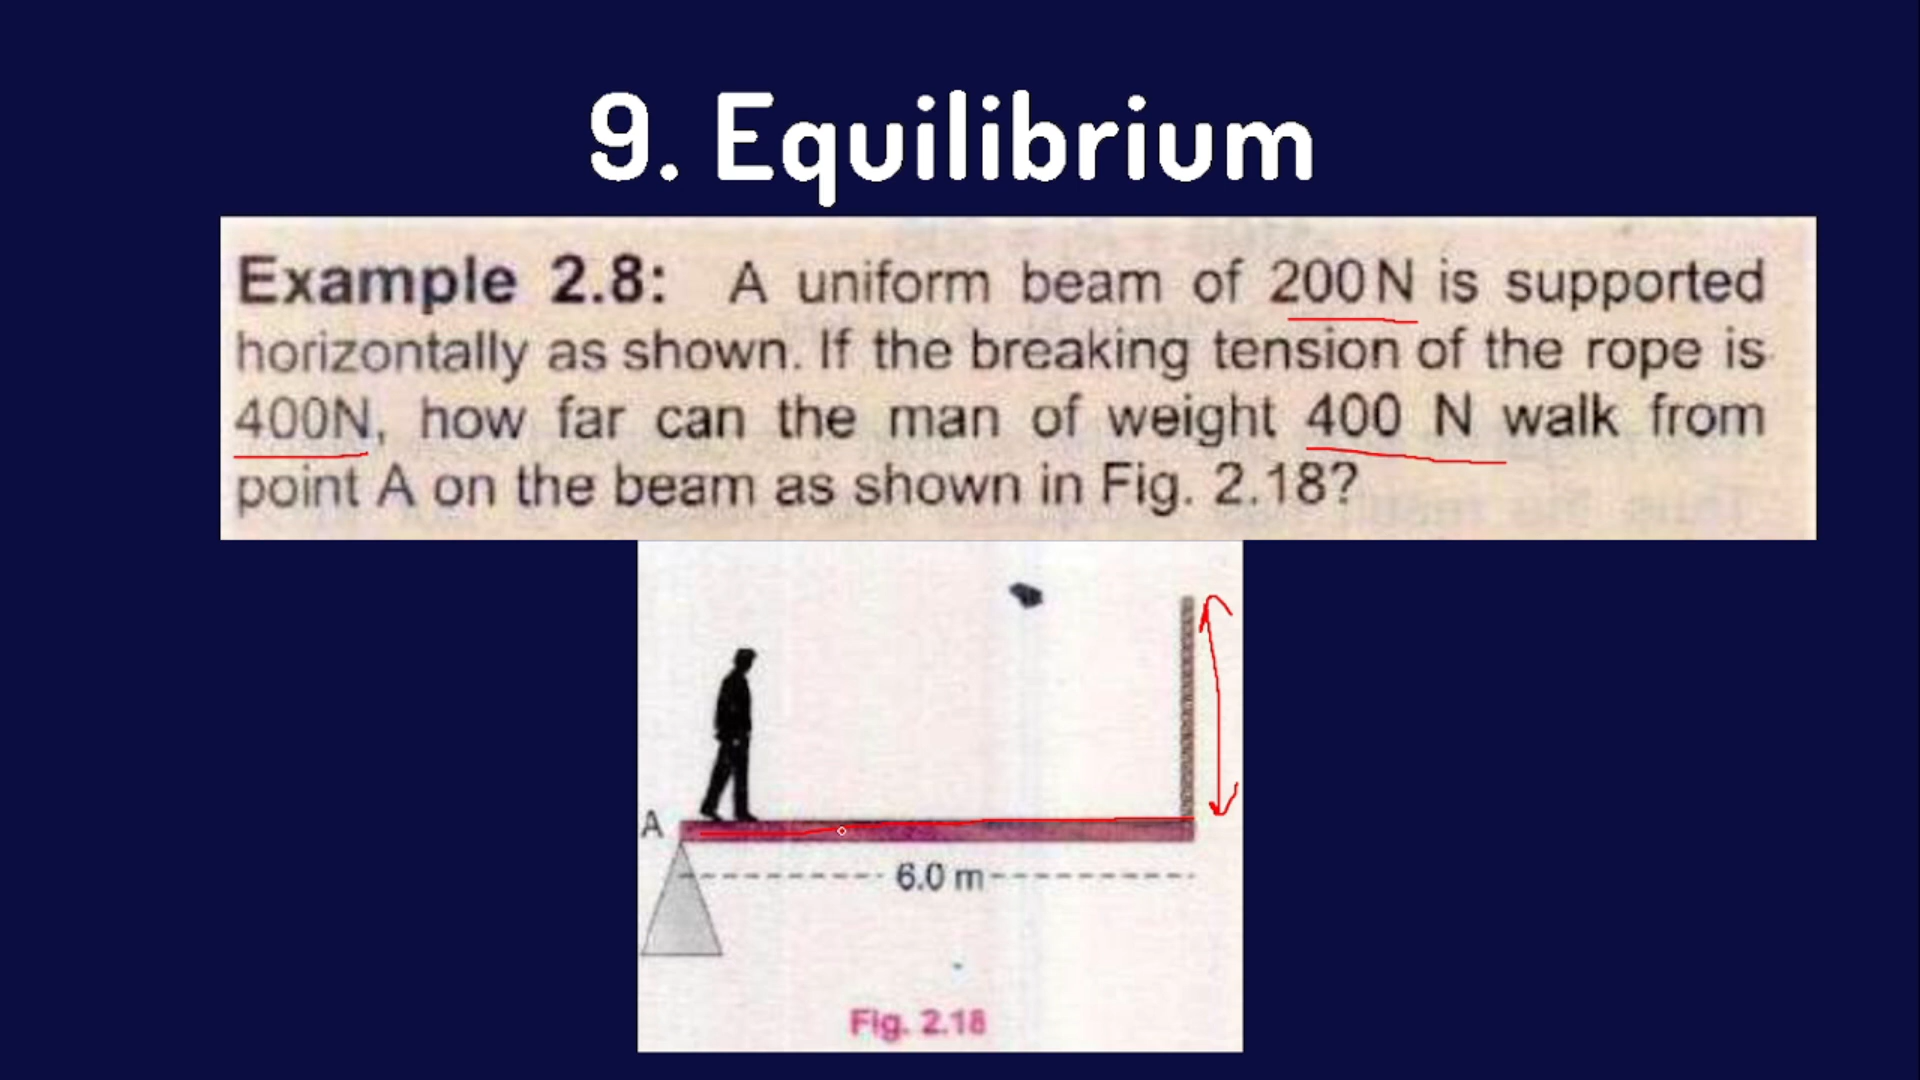 9. Equilibrium
Example 2.8: A uniform beam of 200 N is supported
horizontally as shown. If the breaking tension of the rope is
400N, how far can the man of weight 400 N walk from
point A on the beam as shown in Fig. 2.18?
A
6.0 m
Fig. 2.18